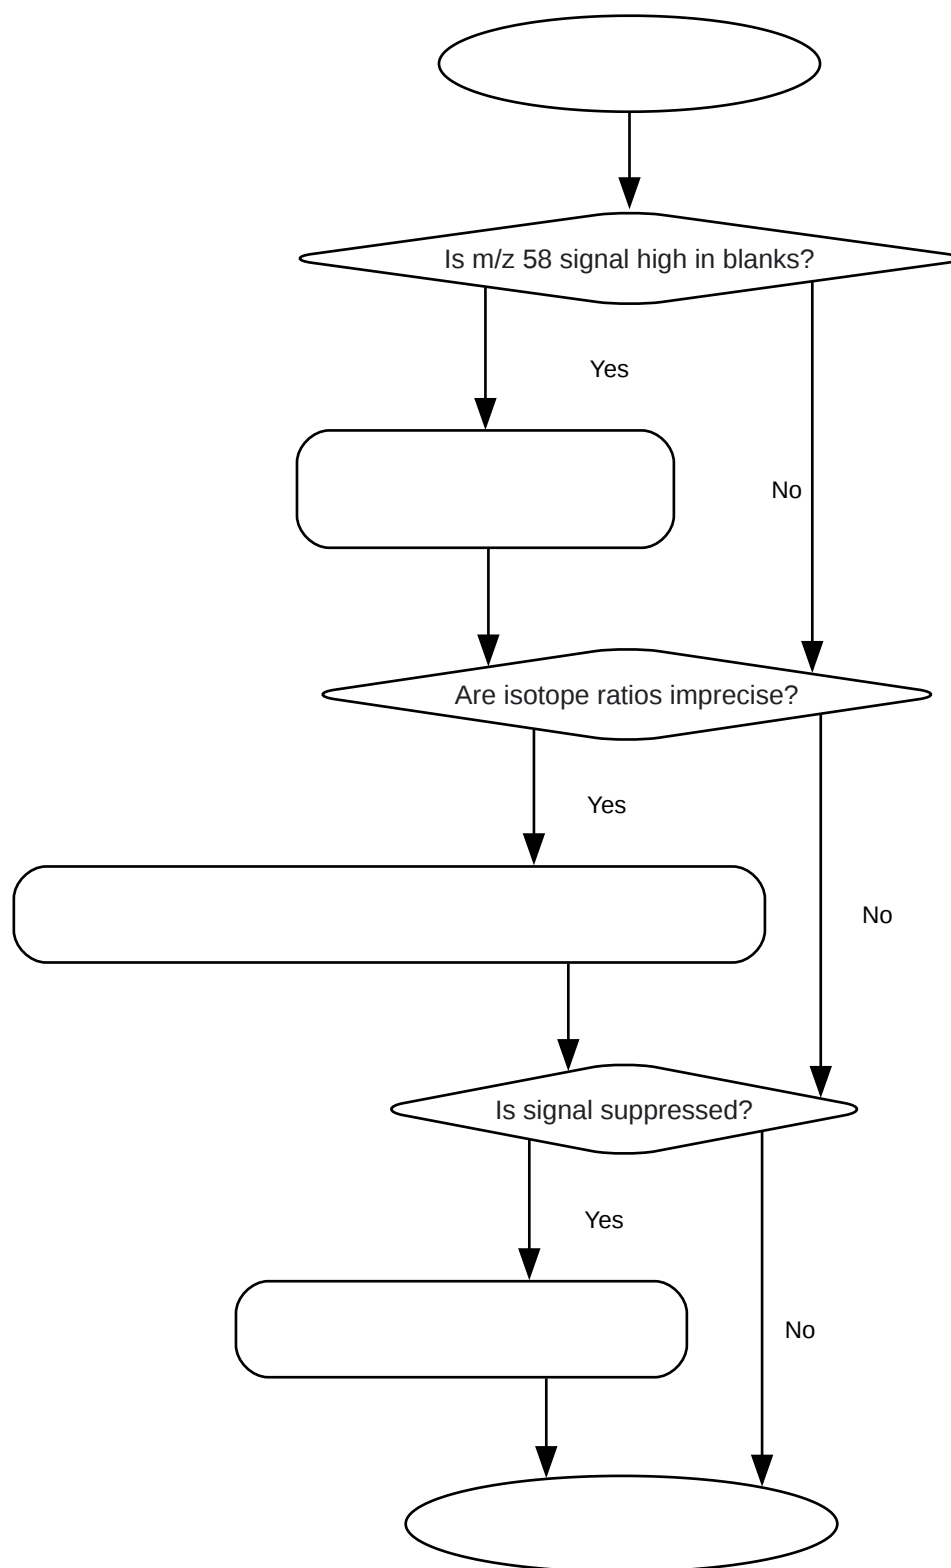 Is m/z 58 signal high in blanks?
Yes
No
Are isotope ratios imprecise?
Yes
No
Is signal suppressed?
Yes
No